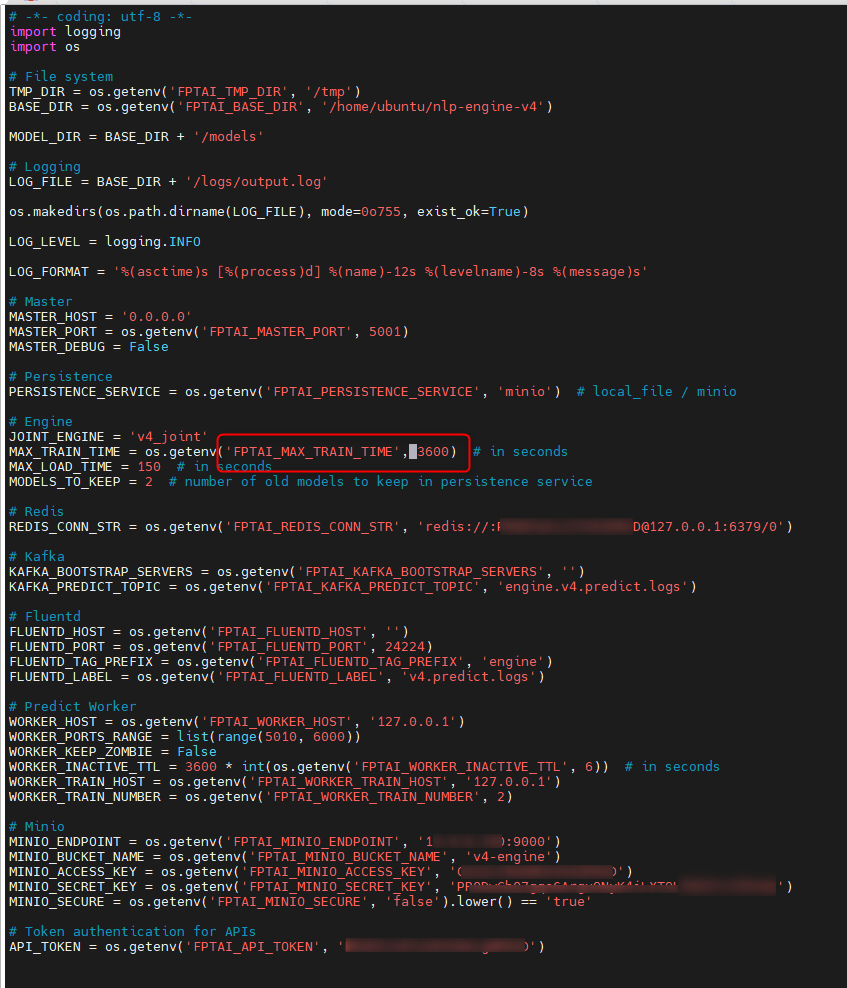 # -*- coding: utf-8 -*-
import logging
import os
# File system
TMP_DIR = os.getenv('FPTAI_TMP_DIR', '/tmp')
BASE_DIR = os.getenv('FPTAI_BASE_DIR', '/home/ubuntu/nlp-engine-v4')
MODEL_DIR = BASE_DIR + '/models'
# Logging
LOG_FILE = BASE_DIR + '/logs/output.log'
os.makedirs(os.path.dirname(LOG_FILE), mode=0o755, exist_ok=True)
LOG_LEVEL = logging.INFO
LOG_FORMAT = '%(asctime)s [%(process)d] %(name)-12s %(levelname)-8s %(message)s'
# Master
MASTER_HOST = '0.0.0.0'
MASTER_PORT = os.getenv('FPTAI_MASTER_PORT', 5001)
MASTER_DEBUG = False
# Persistence
PERSISTENCE_SERVICE = os.getenv('FPTAI_PERSISTENCE_SERVICE', 'minio')  # local_file / minio
# Engine
JOINT_ENGINE = 'v4_joint'
MAX_TRAIN_TIME = os.getenv('FPTAI_MAX_TRAIN_TIME', 3600)  # in seconds
MAX_LOAD_TIME = 150  # in seconds
MODELS_TO_KEEP = 2  # number of old models to keep in persistence service
# Redis
REDIS_CONN_STR = os.getenv('FPTAI_REDIS_CONN_STR', 'redis://: D@127.0.0.1:6379/0')
# Kafka
KAFKA_BOOTSTRAP_SERVERS = os.getenv('FPTAI_KAFKA_BOOTSTRAP_SERVERS', '')
KAFKA_PREDICT_TOPIC = os.getenv('FPTAI_KAFKA_PREDICT_TOPIC', 'engine.v4.predict.logs')
# Fluentd
FLUENTD_HOST = os.getenv('FPTAI_FLUENTD_HOST', '')
FLUENTD_PORT = os.getenv('FPTAI_FLUENTD_PORT', 24224)
FLUENTD_TAG_PREFIX = os.getenv('FPTAI_FLUENTD_TAG_PREFIX', 'engine')
FLUENTD_LABEL = os.getenv('FPTAI_FLUENTD_LABEL', 'v4.predict.logs')
# Predict Worker
WORKER_HOST = os.getenv('FPTAI_WORKER_HOST', '127.0.0.1')
WORKER_PORTS_RANGE = list(range(5010, 6000))
WORKER_KEEP_ZOMBIE = False
WORKER_INACTIVE_TTL = 3600 * int(os.getenv('FPTAI_WORKER_INACTIVE_TTL', 6))  # in seconds
WORKER_TRAIN_HOST = os.getenv('FPTAI_WORKER_TRAIN_HOST', '127.0.0.1')
WORKER_TRAIN_NUMBER = os.getenv('FPTAI_WORKER_TRAIN_NUMBER', 2)
# Minio
MINIO_ENDPOINT = os.getenv('FPTAI_MINIO_ENDPOINT', '1 :9000')
MINIO_BUCKET_NAME = os.getenv('FPTAI_MINIO_BUCKET_NAME', 'v4-engine')
MINIO_ACCESS_KEY = os.getenv('FPTAI_MINIO_ACCESS_KEY', ' ')
MINIO_SECRET_KEY = os.getenv('FPTAI_MINIO_SECRET_KEY', ' ')
MINIO_SECURE = os.getenv('FPTAI_MINIO_SECURE', 'false').lower() == 'true'
# Token authentication for APIs
API_TOKEN = os.getenv('FPTAI_API_TOKEN', ' ')